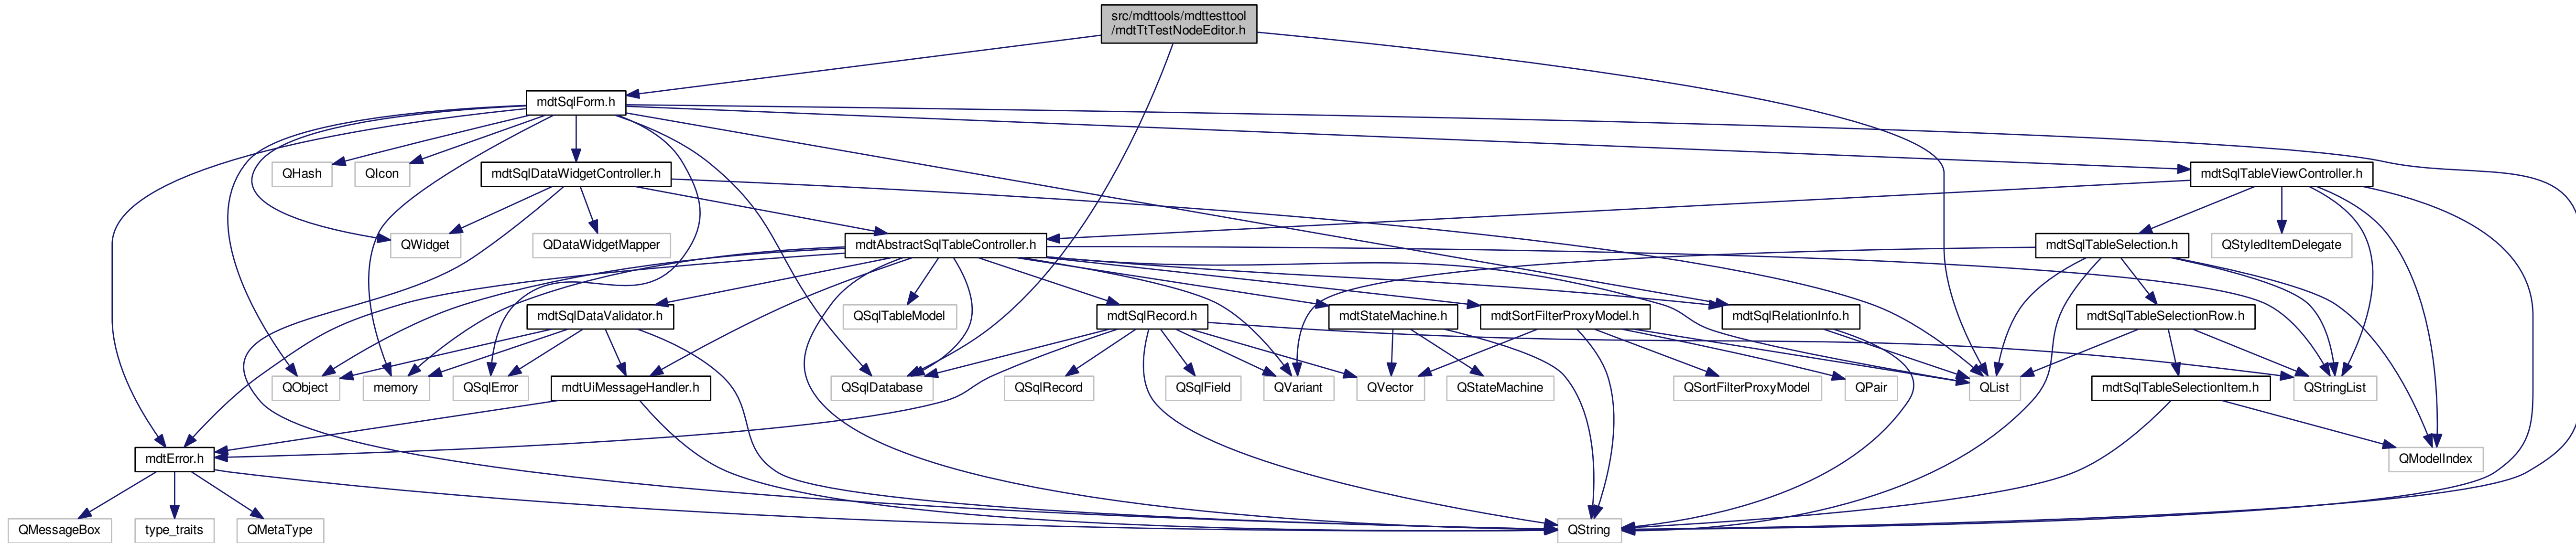 src/mdttools/mdttesttool
/mdtTtTestNodeEditor.h
mdtSqlForm.h
QHash
QIcon
mdtSqlDataWidgetController.h
mdtSqlTableViewController.h
QWidget
QDataWidgetMapper
mdtAbstractSqlTableController.h
mdtSqlTableSelection.h
QStyledItemDelegate
mdtSqlDataValidator.h
QSqlTableModel
mdtSqlRecord.h
mdtStateMachine.h
mdtSortFilterProxyModel.h
mdtSqlRelationInfo.h
mdtSqlTableSelectionRow.h
QObject
memory
QSqlError
mdtUiMessageHandler.h
QSqlDatabase
QSqlRecord
QSqlField
QVariant
QVector
QStateMachine
QSortFilterProxyModel
QPair
QList
mdtSqlTableSelectionItem.h
QStringList
mdtError.h
QModelIndex
QMessageBox
type_traits
QMetaType
QString